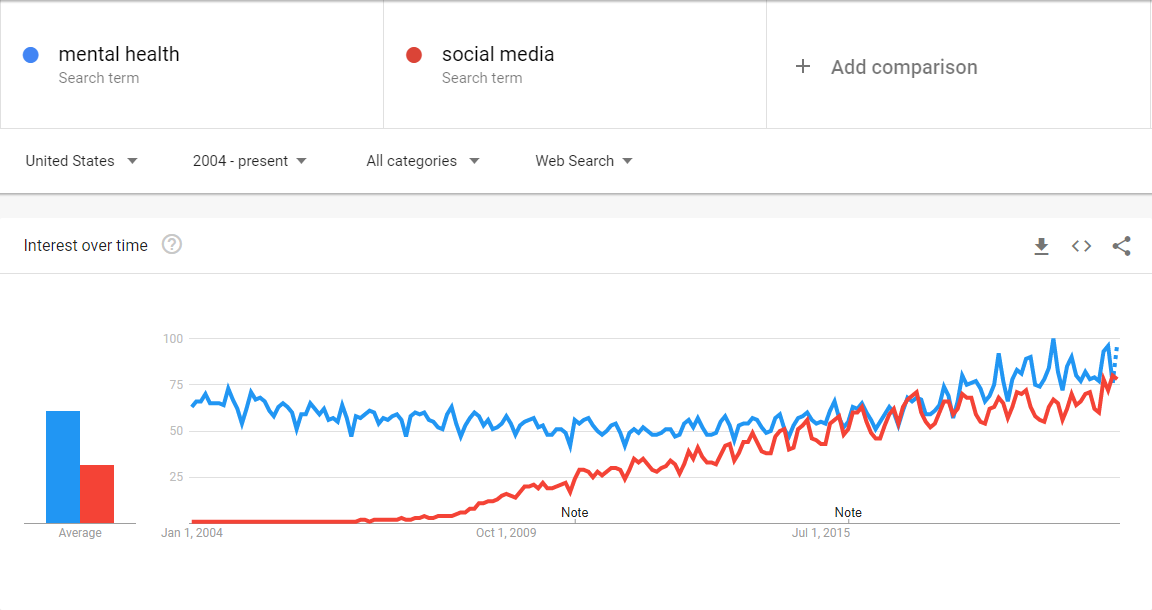 mental health
Search term
social media
Search term
+ Add comparison
United States
2004 - present
All categories
Web Search
Interest over time ?
100
75
50
25
Note
Note
Average
Jan 1, 2004
Oct 1, 2009
Jul 1, 2015